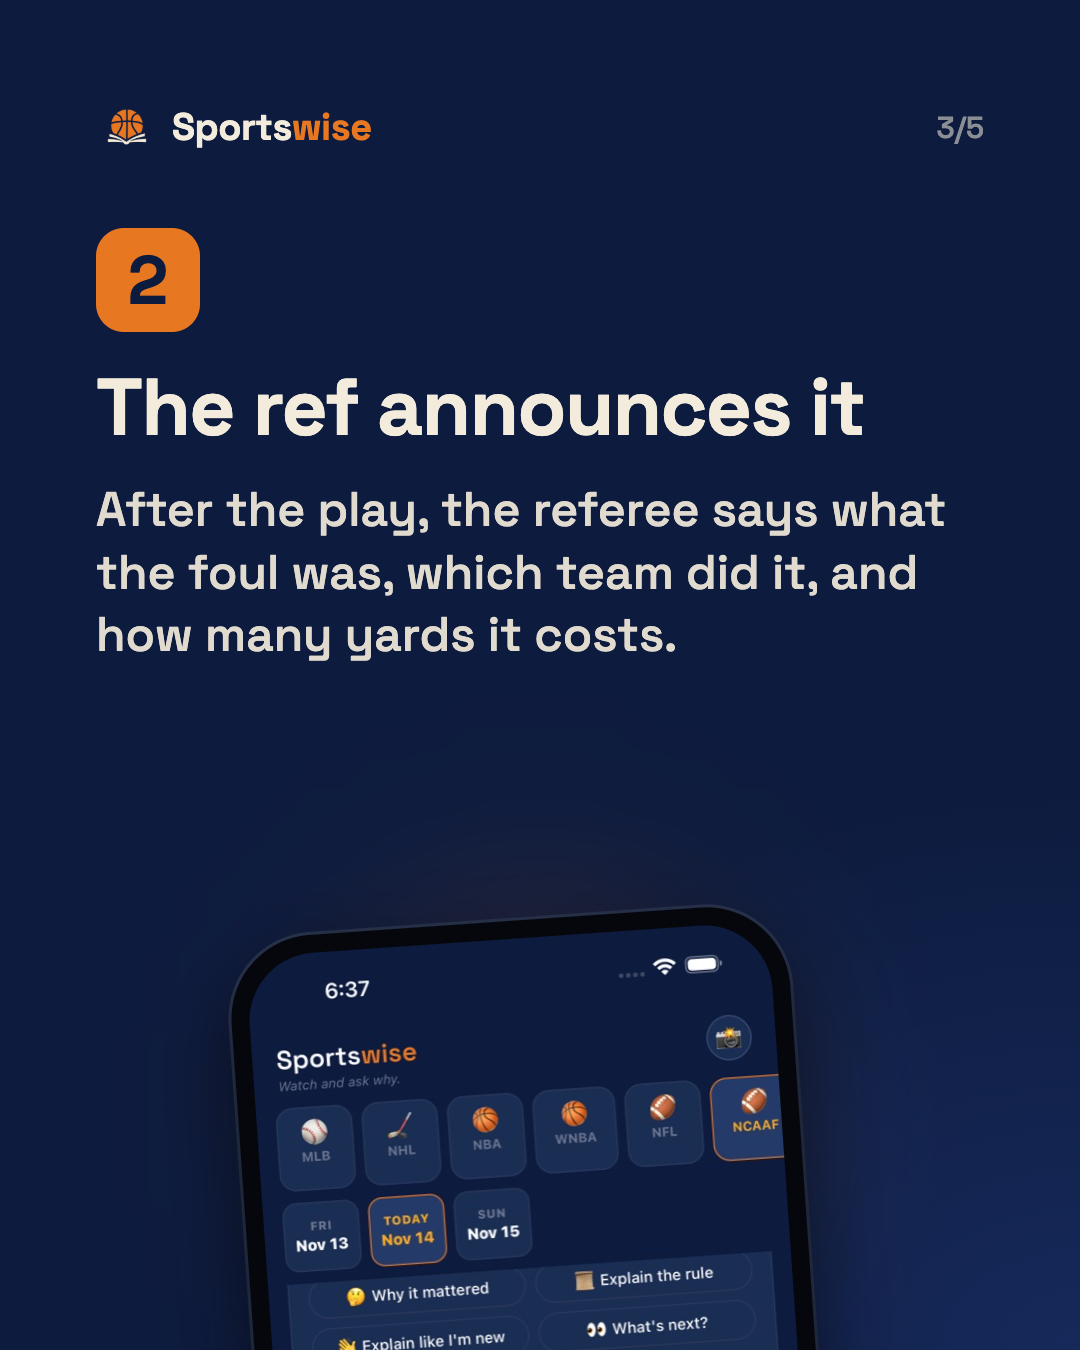 Sportswise
3/5
2
The ref announces it
After the play, the referee says what
the foul was, which team did it, and
how many yards it costs.
6:37
Sportswise
Watch and ask why.
MLB
NHL
NBA
WNBA
NFL
NCAAF
FRI
Nov 13
TODAY
Nov 14
SUN
Nov 15
🤔 Why it mattered
📜 Explain the rule
👋 Explain like I'm new
👀 What's next?